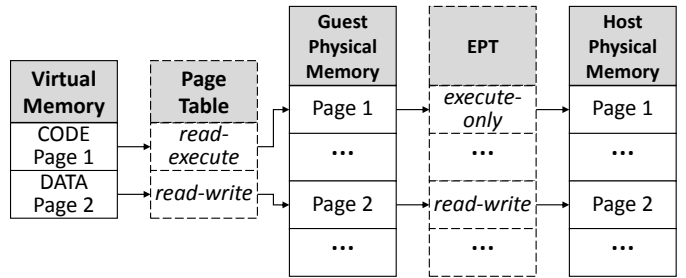 Virtual
Memory
CODE
Page 1
DATA
Page 2
Page
Table
read-
execute
read-write
Guest
Physical
Memory
Page 1
...
Page 2
...
EPT
execute-
only
...
read-write
...
Host
Physical
Memory
Page 1
...
Page 2
...